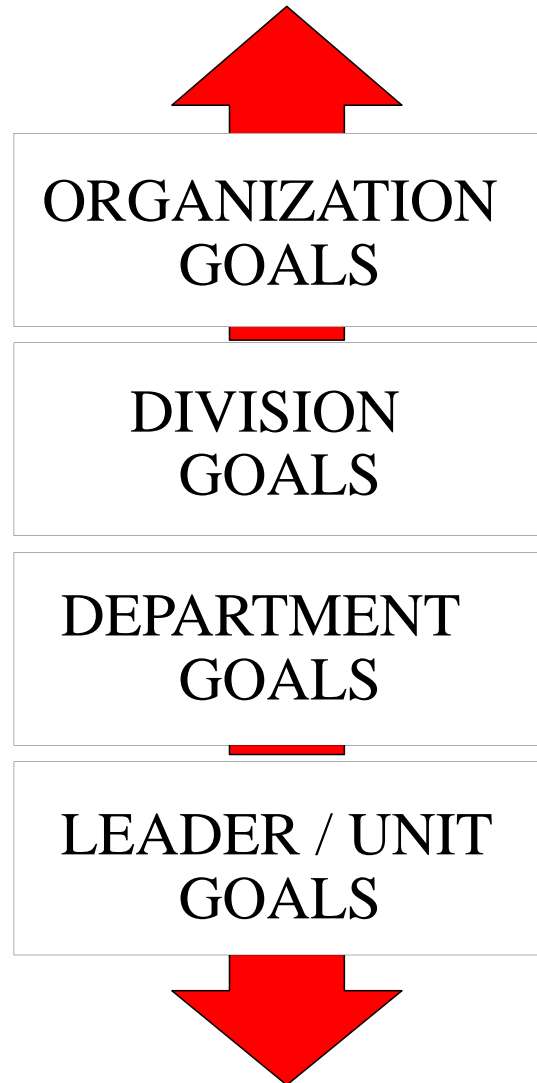 ORGANIZATION
GOALS
DIVISION
GOALS
DEPARTMENT
GOALS
LEADER / UNIT
GOALS